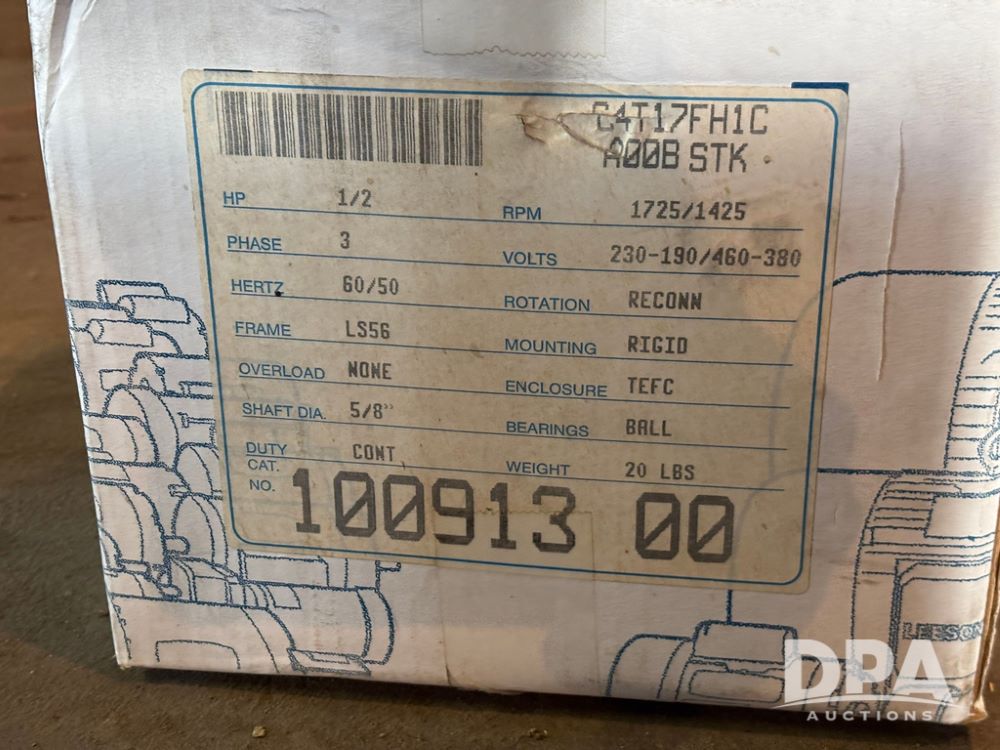 C4T17FH1C
A00B STK
HP 1/2 RPM 1725/1425
PHASE 3 VOLTS 230-190/460-380
HERTZ 60/50 ROTATION RECONN
FRAME LS56 MOUNTING RIGID
OVERLOAD NONE ENCLOSURE TEFC
SHAFT DIA. 5/8" BEARINGS BALL
DUTY CONT WEIGHT 20 LBS
CAT. NO. 100913 00
LEESON
DPA
AUCTIONS